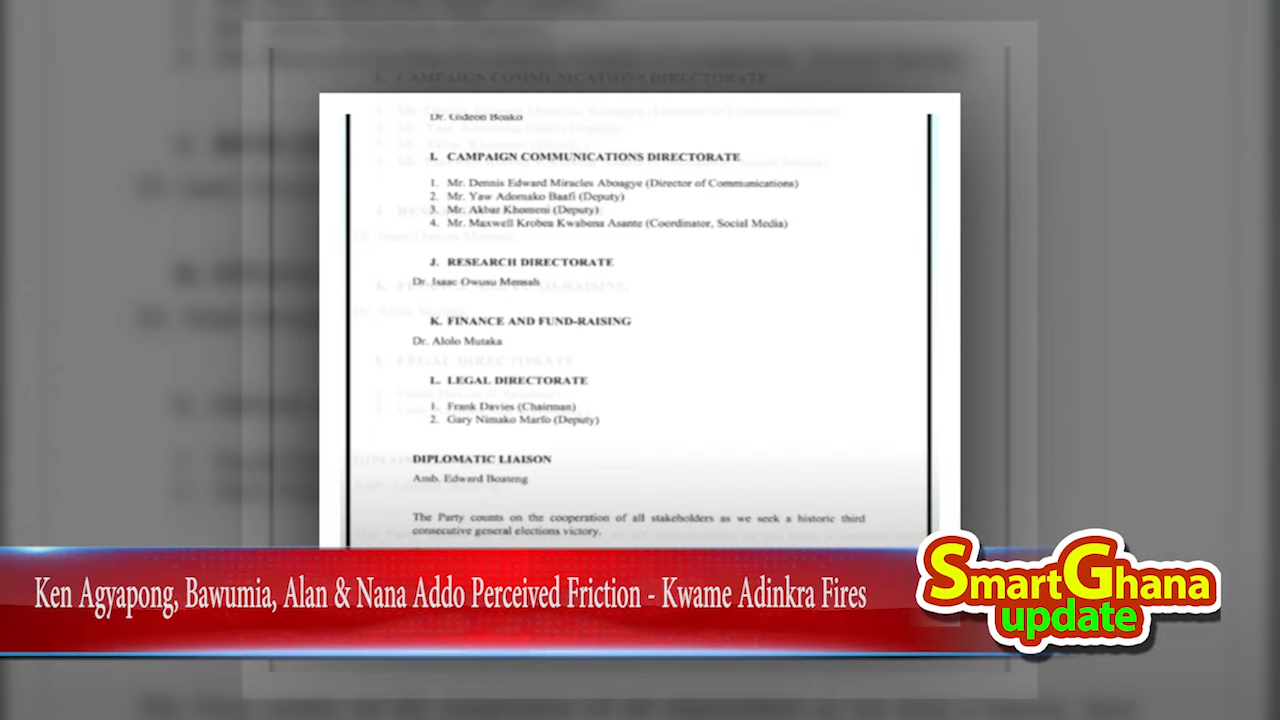 Dr. Gideon Boako
I. CAMPAIGN COMMUNICATIONS DIRECTORATE
1. Mr. Dennis Edward Miracles Aboagye (Director of Communications)
2. Mr. Yaw Adomako Baafi (Deputy)
3. Mr. Akbar Khomeni (Deputy)
4. Mr. Maxwell Krobea Kwabena Asante (Coordinator, Social Media)
J. RESEARCH DIRECTORATE
Dr. Isaac Owusu Mensah
K. FINANCE AND FUND-RAISING
Dr. Alolo Mutaka
L. LEGAL DIRECTORATE
1. Frank Davies (Chairman)
2. Gary Nimako Marfo (Deputy)
DIPLOMATIC LIAISON
Amb. Edward Boateng
The Party counts on the cooperation of all stakeholders as we seek a historic third
consecutive general elections victory.
Ken Agyapong, Bawumia, Alan & Nana Addo Perceived Friction - Kwame Adinkra Fires
SmartGhana
update